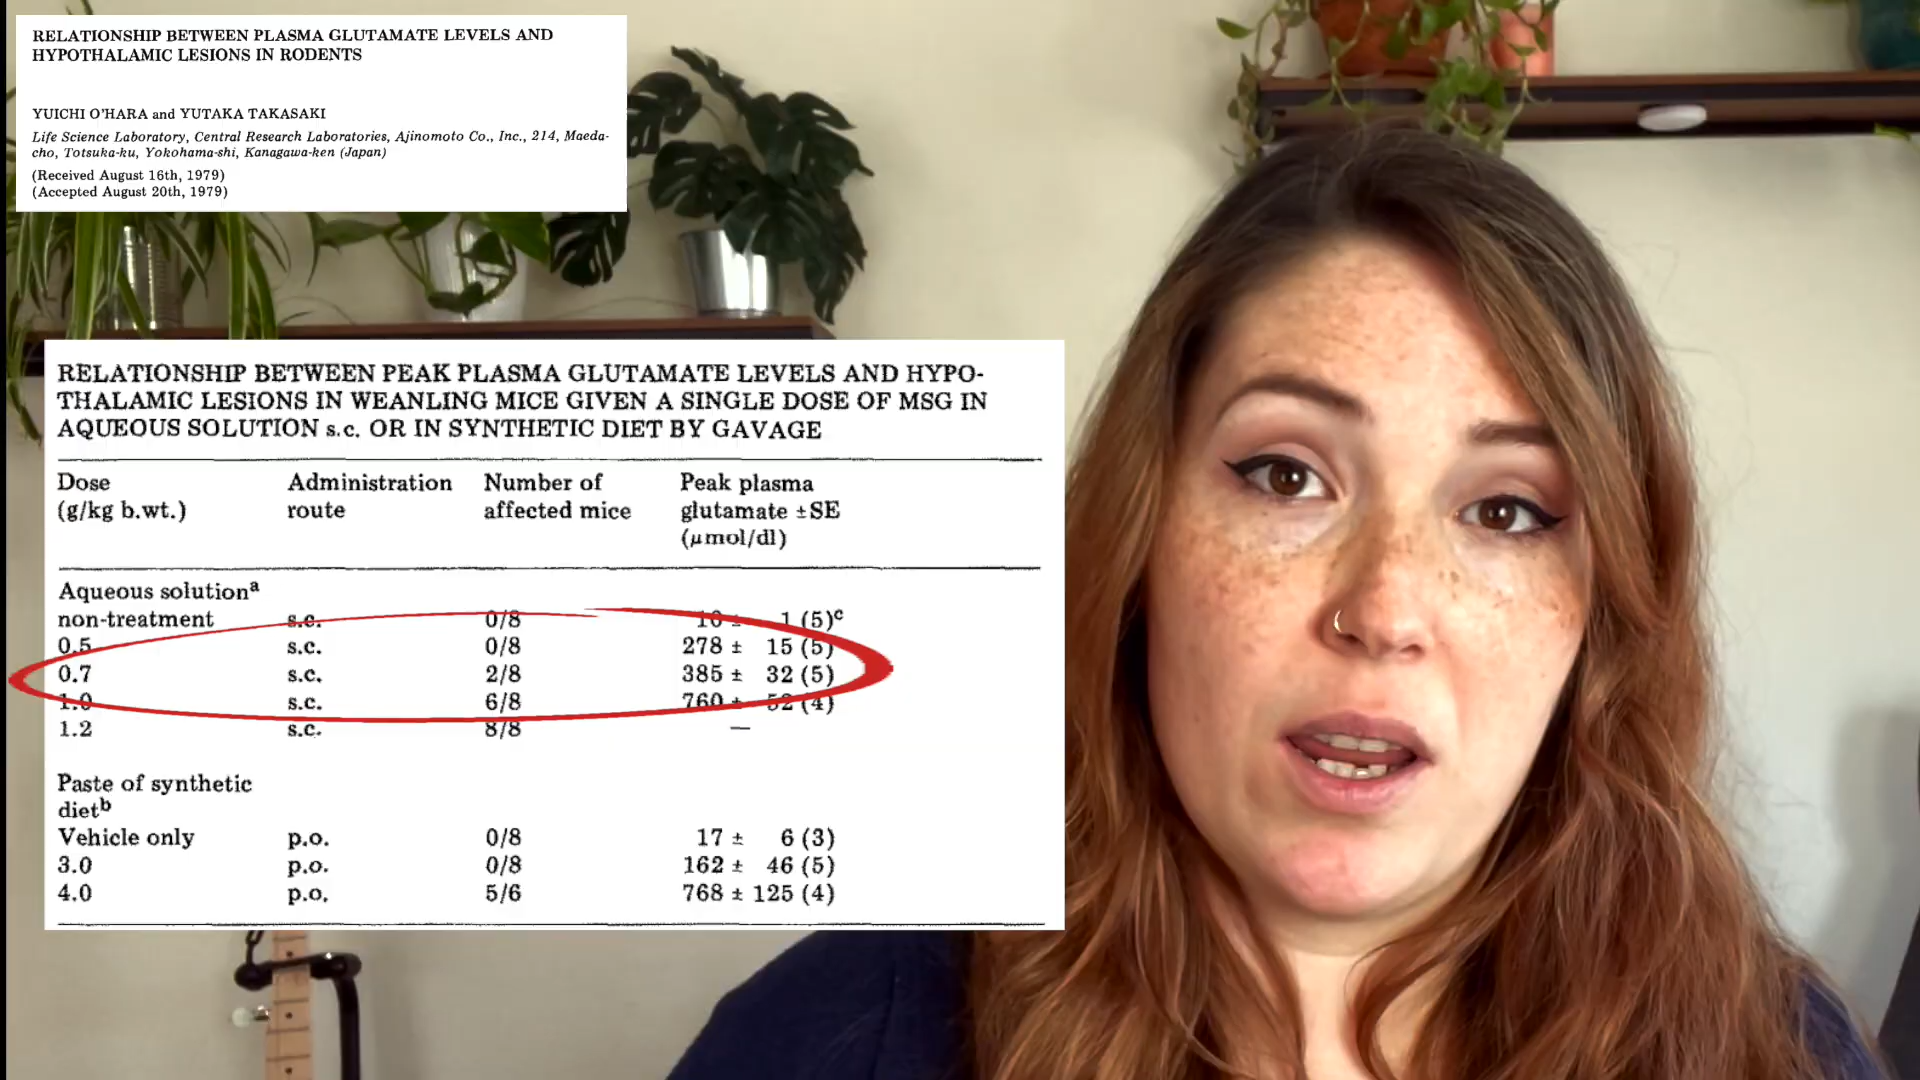 RELATIONSHIP BETWEEN PLASMA GLUTAMATE LEVELS AND
HYPOTHALAMIC LESIONS IN RODENTS
YUICHI O'HARA and YUTAKA TAKASAKI
Life Science Laboratory, Central Research Laboratories, Ajinomoto Co., Inc., 214, Maeda-
cho, Totsuka-ku, Yokohama-shi, Kanagawa-ken (Japan)
(Received August 16th, 1979)
(Accepted August 20th, 1979)
RELATIONSHIP BETWEEN PEAK PLASMA GLUTAMATE LEVELS AND HYPO-
THALAMIC LESIONS IN WEANLING MICE GIVEN A SINGLE DOSE OF MSG IN
AQUEOUS SOLUTION s.c. OR IN SYNTHETIC DIET BY GAVAGE
Dose Administration Number of Peak plasma
(g/kg b.wt.) route affected mice glutamate ±SE
(μmol/dl)
Aqueous solutionᵃ
non-treatment s.c. 0/8 10 ± 1 (5)ᶜ
0.5 s.c. 0/8 278 ± 15 (5)
0.7 s.c. 2/8 385 ± 32 (5)
1.0 s.c. 6/8 760 ± 52 (4)
1.2 s.c. 8/8 —
Paste of synthetic
dietᵇ
Vehicle only p.o. 0/8 17 ± 6 (3)
3.0 p.o. 0/8 162 ± 46 (5)
4.0 p.o. 5/6 768 ± 125 (4)